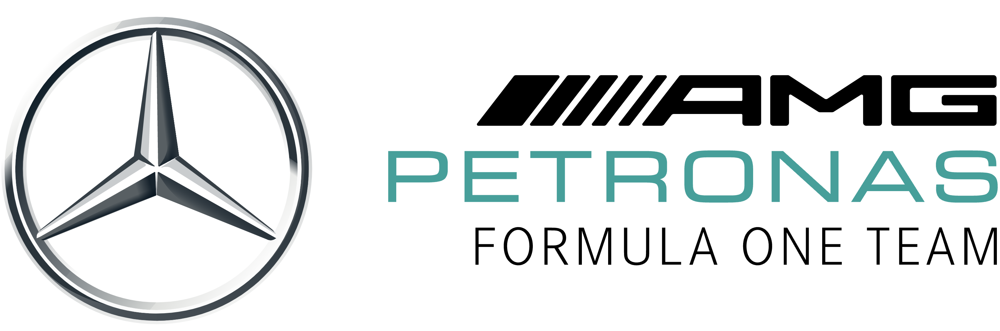 AMG
PETRONAS
FORMULA ONE TEAM